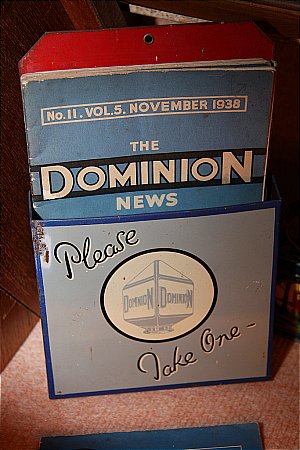 No. 11. VOL. 5. NOVEMBER 1938
THE
DOMINION
NEWS
Please
DOMINION DOMINION
Take One -